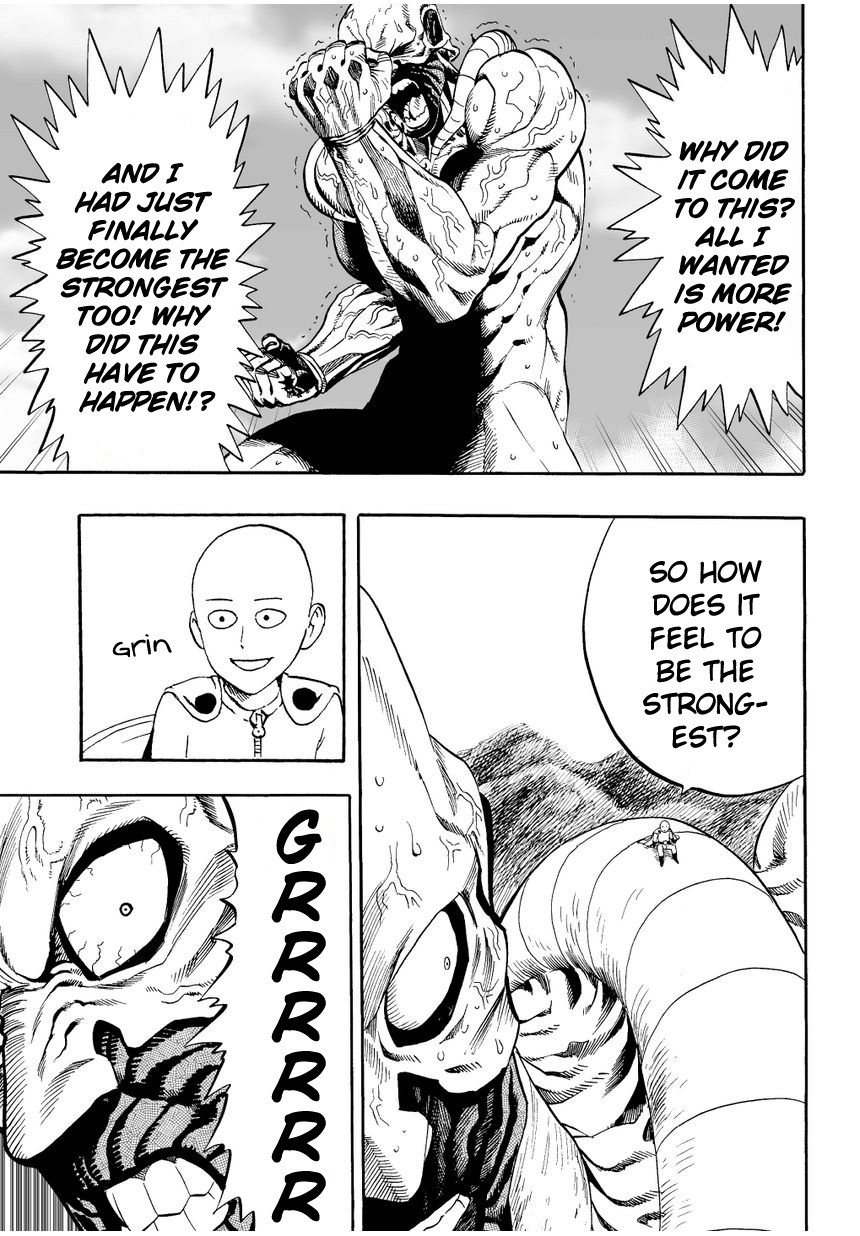 WHY DID
IT COME
TO THIS?
ALL I
WANTED
IS MORE
POWER!
AND I
HAD JUST
FINALLY
BECOME THE
STRONGEST
TOO! WHY
DID THIS
HAVE TO
HAPPEN!?
SO HOW
DOES IT
FEEL TO
BE THE
STRONG-
EST?
Grin
GRRRRRR